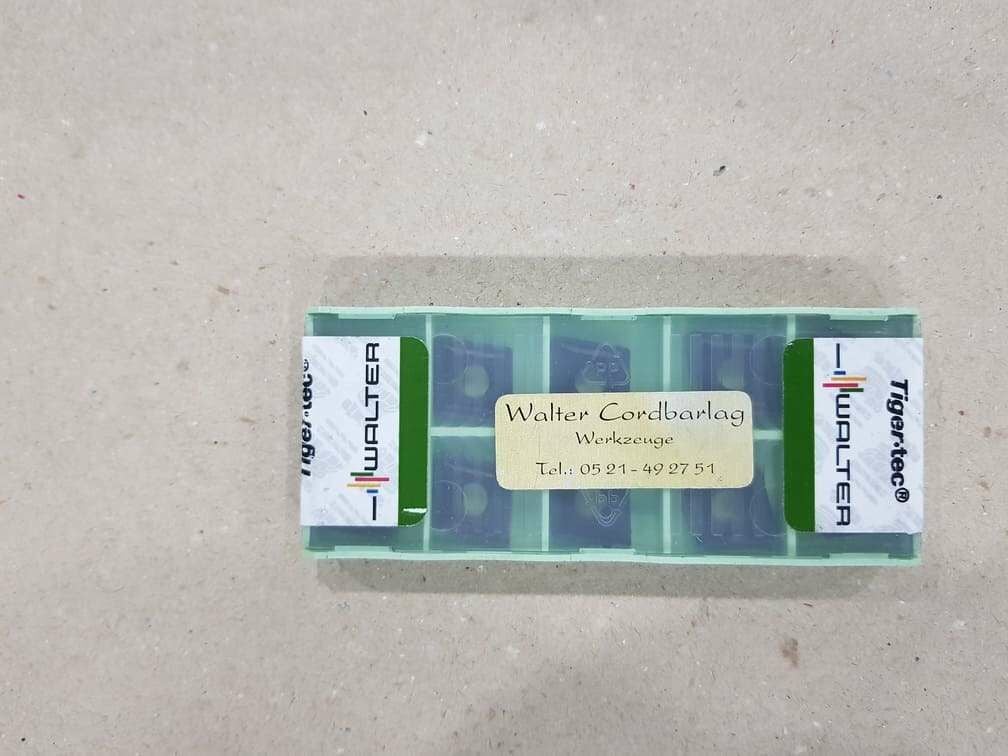 Tiger·tec®
WALTER
Walter Cordbarlag
Werkzeuge
Tel.: 05 21 - 49 27 51
WALTER
Tiger·tec®